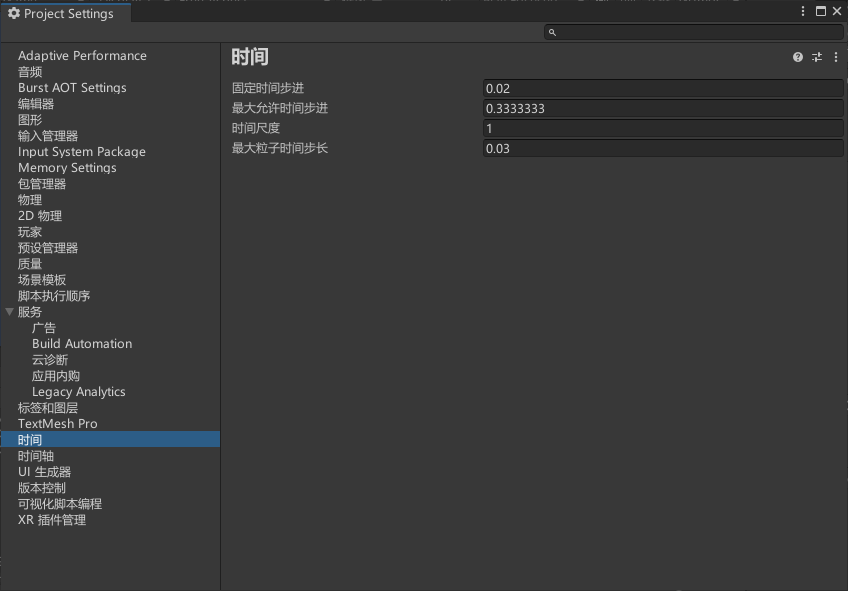 Project Settings
Adaptive Performance
音频
Burst AOT Settings
编辑器
图形
输入管理器
Input System Package
Memory Settings
包管理器
物理
2D 物理
玩家
预设管理器
质量
场景模板
脚本执行顺序
服务
广告
Build Automation
云诊断
应用内购
Legacy Analytics
标签和图层
TextMesh Pro
时间
时间轴
UI 生成器
版本控制
可视化脚本编程
XR 插件管理
时间
固定时间步进 0.02
最大允许时间步进 0.3333333
时间尺度 1
最大粒子时间步长 0.03